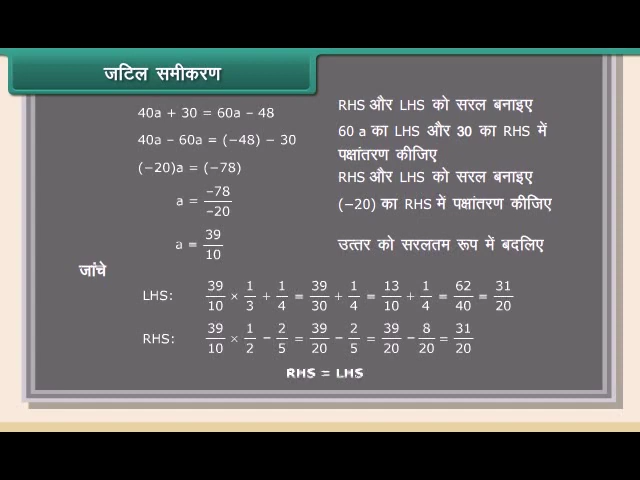 जटिल समीकरण
40a + 30 = 60a – 48 RHS और LHS को सरल बनाइए
40a – 60a = (−48) − 30 60 a का LHS और 30 का RHS में
पक्षांतरण कीजिए
(−20)a = (−78) RHS और LHS को सरल बनाइए
a = –78/–20 (−20) का RHS में पक्षांतरण कीजिए
a = 39/10 उत्तर को सरलतम रूप में बदलिए
जांचे
LHS: 39/10 × 1/3 + 1/4 = 39/30 + 1/4 = 13/10 + 1/4 = 62/40 = 31/20
RHS: 39/10 × 1/2 − 2/5 = 39/20 − 2/5 = 39/20 − 8/20 = 31/20
RHS = LHS